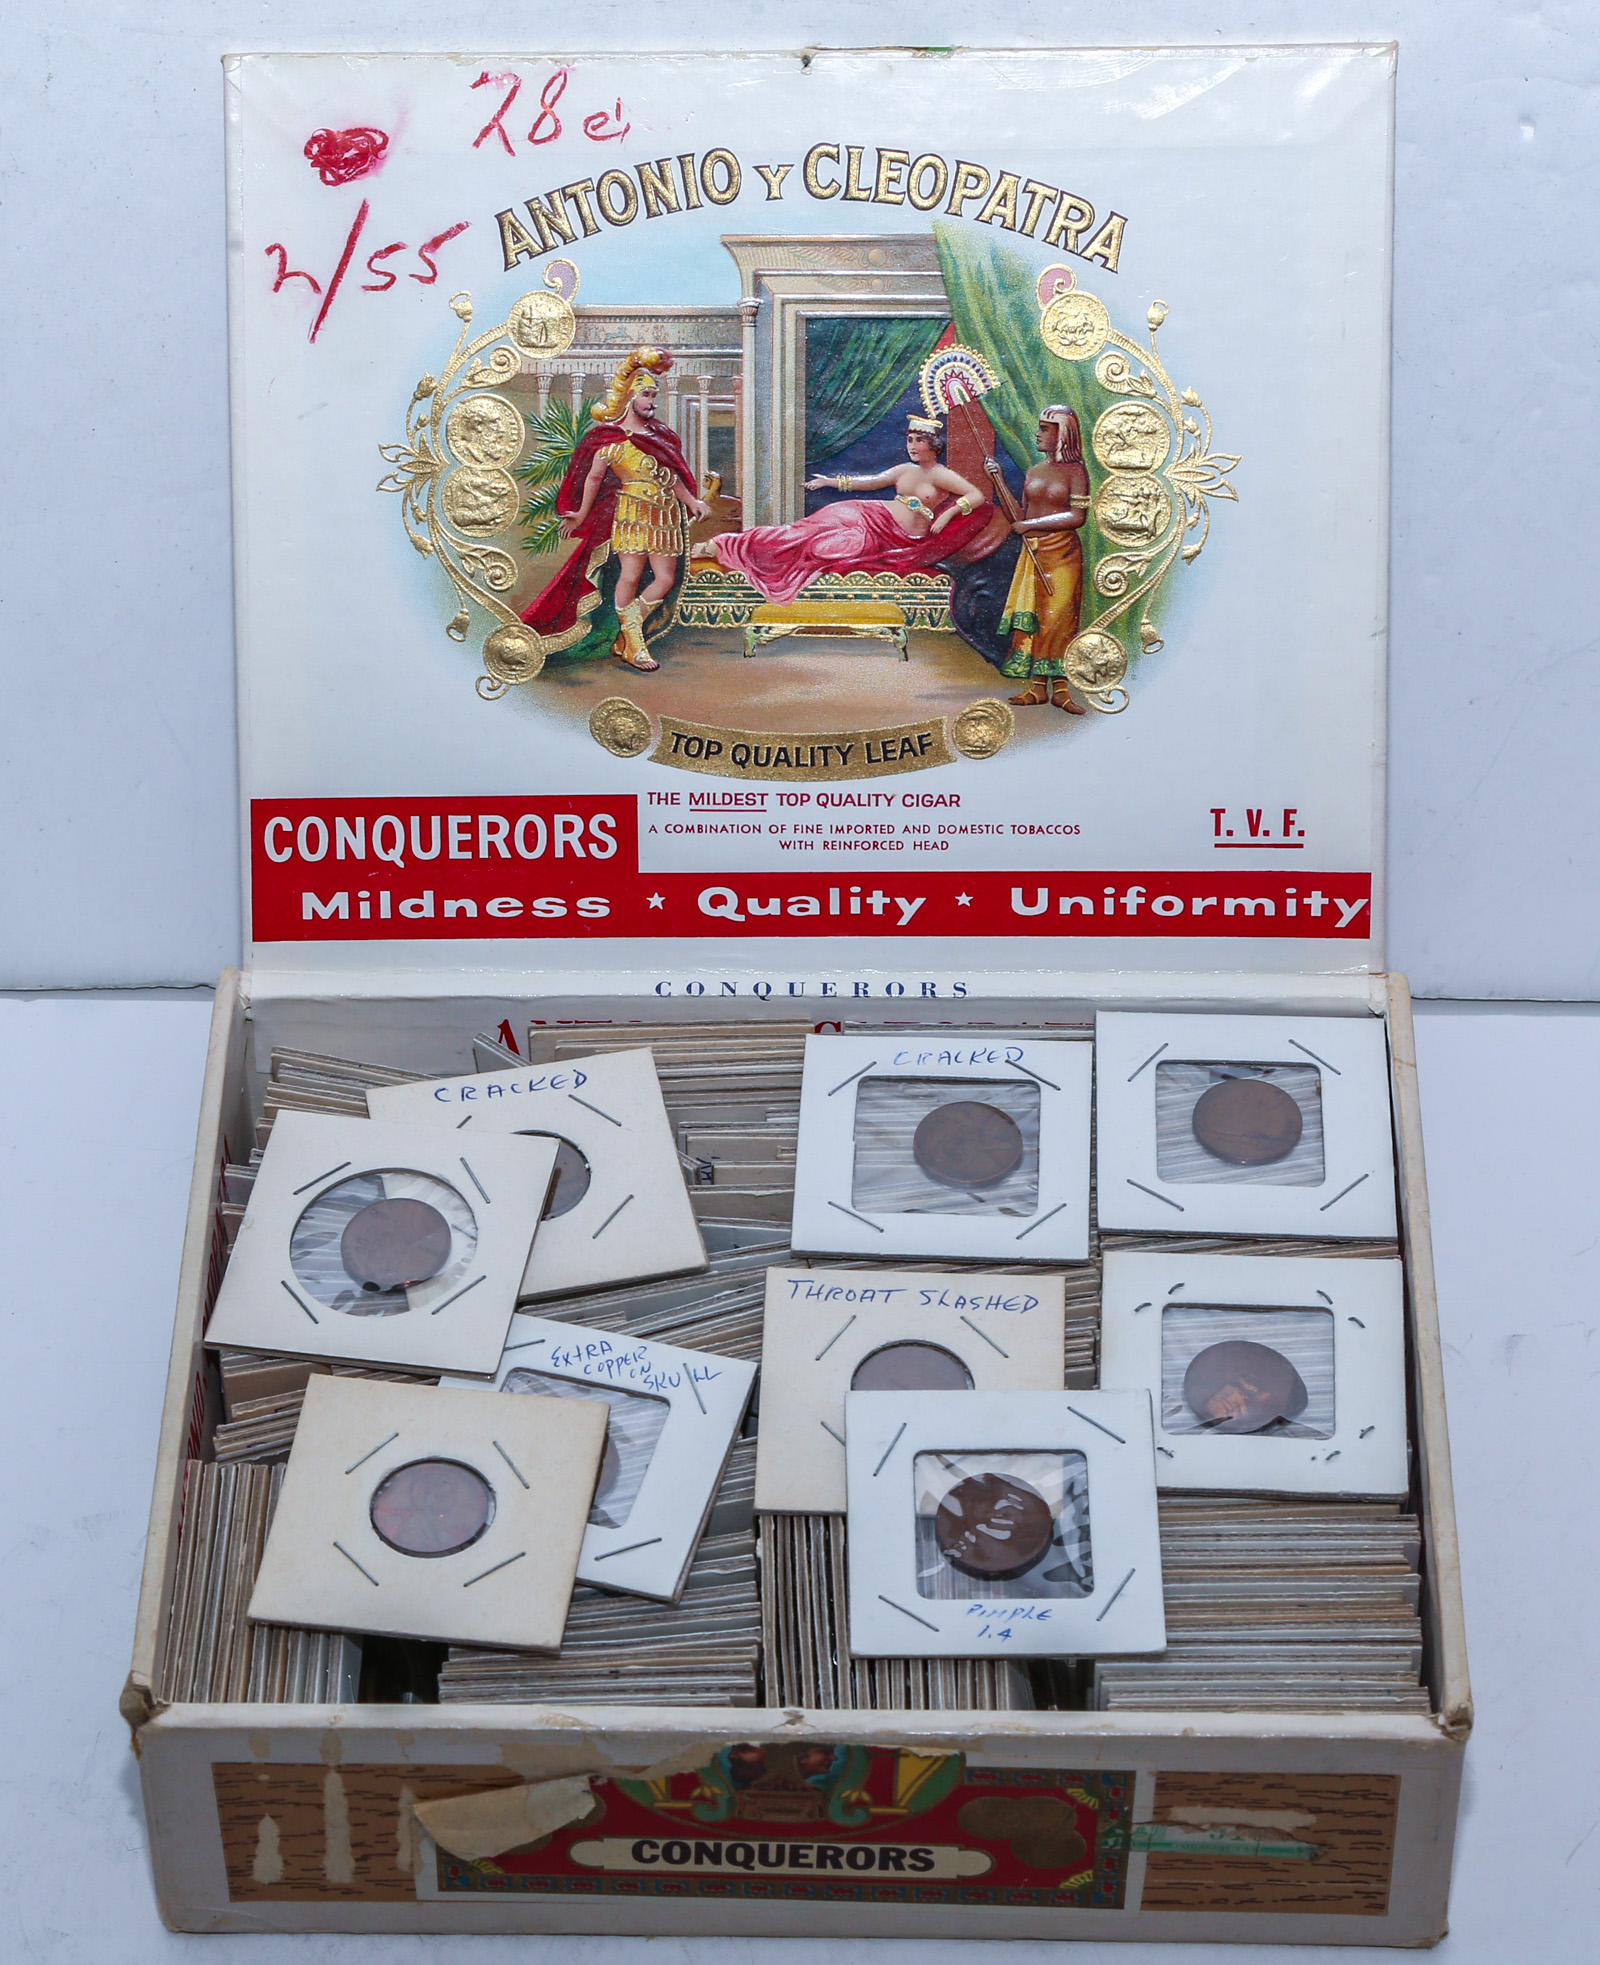 28¢
2/55
ANTONIO Y CLEOPATRA
TOP QUALITY LEAF
CONQUERORS
THE MILDEST TOP QUALITY CIGAR
A COMBINATION OF FINE IMPORTED AND DOMESTIC TOBACCOS
WITH REINFORCED HEAD
T. V. F.
Mildness ★ Quality ★ Uniformity
CONQUERORS
CRACKED
CRACKED
THROAT SLASHED
EXTRA
COPPER
ON
SKULL
PIMPLE
1.4
CONQUERORS